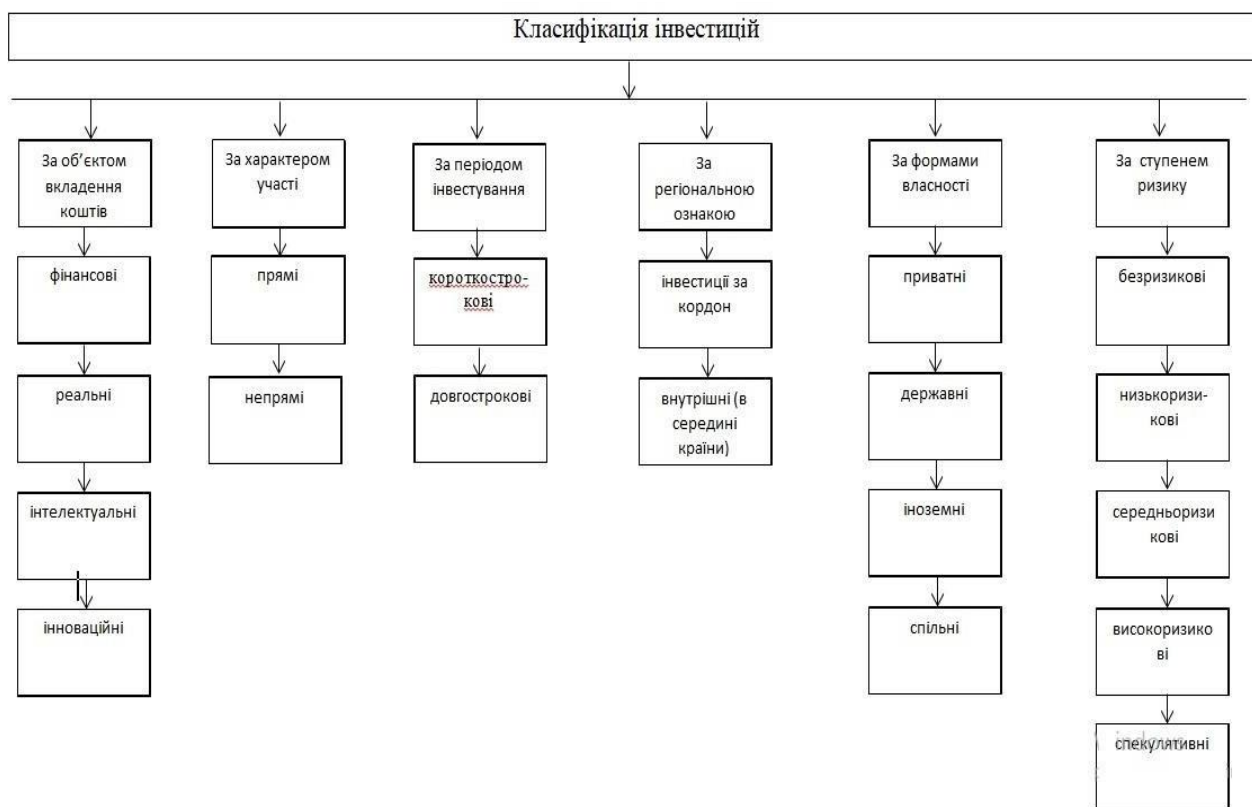 Класифікація інвестицій
За об’єктом
вкладення
коштів
фінансові
реальні
інтелектуальні
інноваційні
За характером
участі
прямі
непрямі
За періодом
інвестування
короткостро-
кові
довгострокові
За
регіональною
ознакою
інвестиції за
кордон
внутрішні (в
середині
країни)
За формами
власності
приватні
державні
іноземні
спільні
За ступенем
ризику
безризикові
низькоризи-
кові
середньоризи
кові
високоризико
ві
спекулятивні